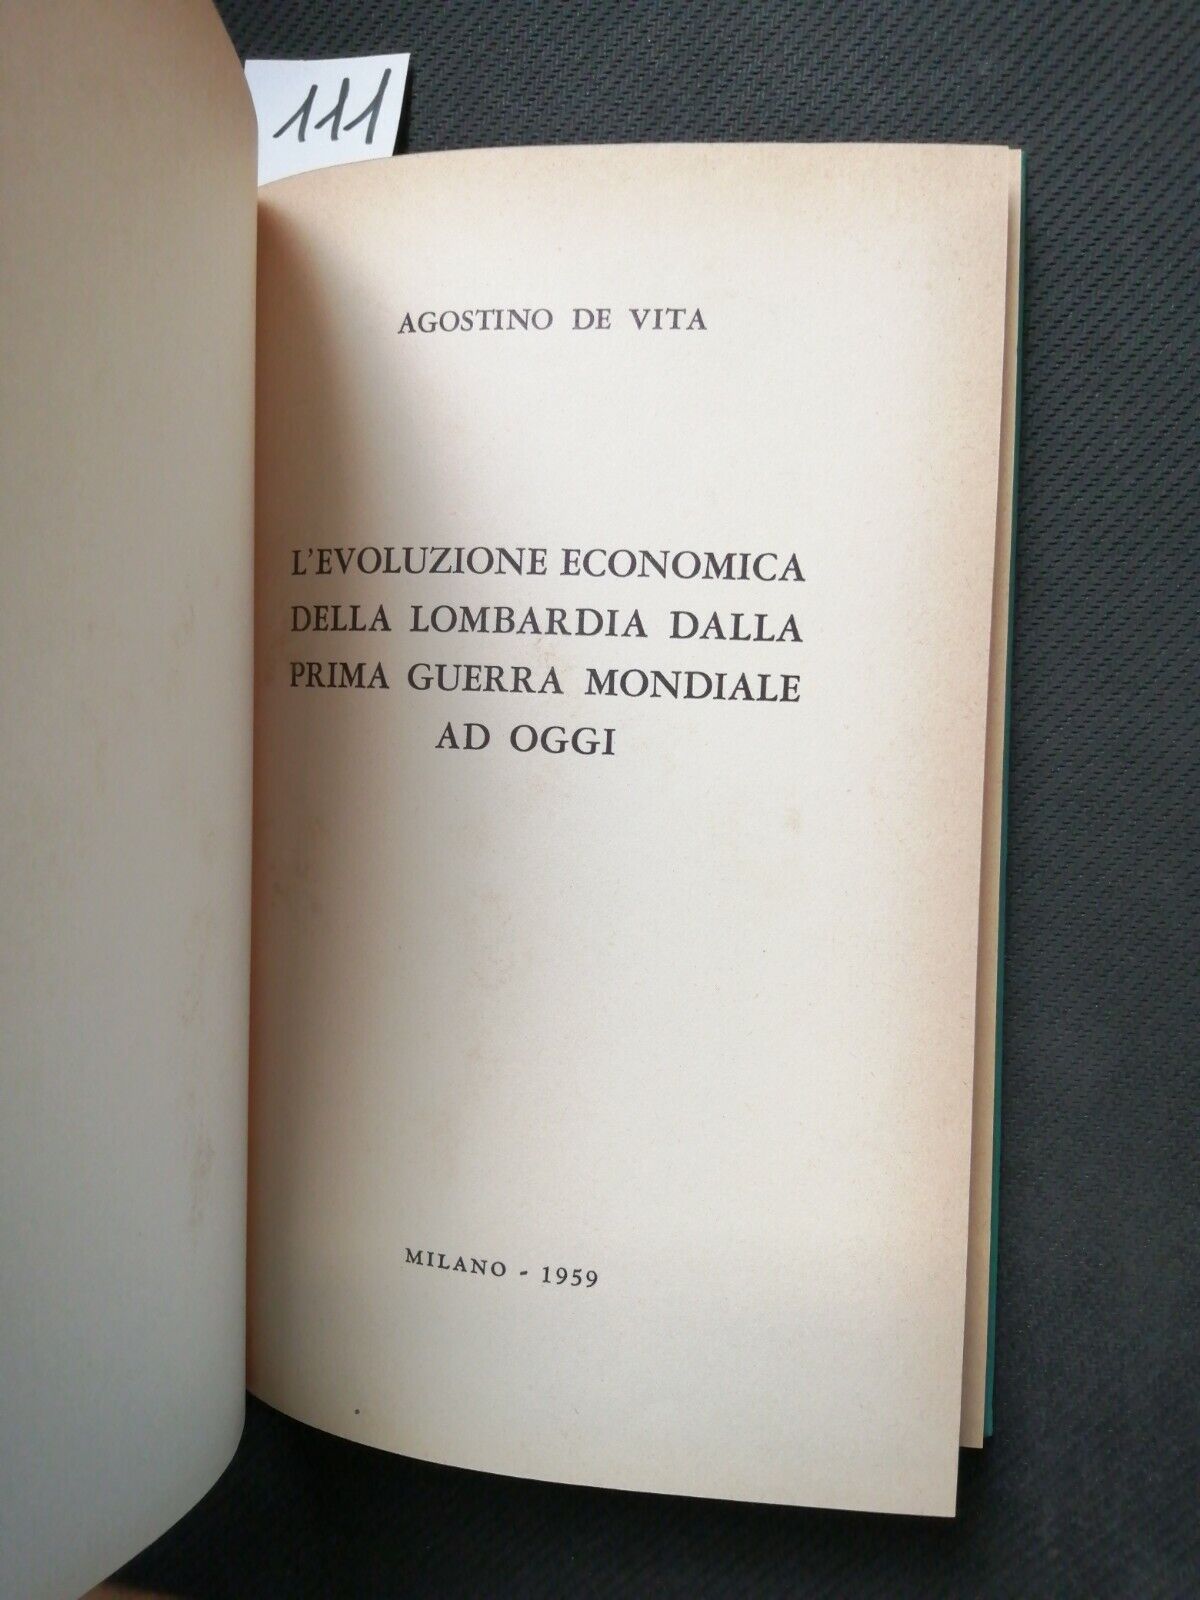 111
AGOSTINO DE VITA
L'EVOLUZIONE ECONOMICA
DELLA LOMBARDIA DALLA
PRIMA GUERRA MONDIALE
AD OGGI
MILANO - 1959